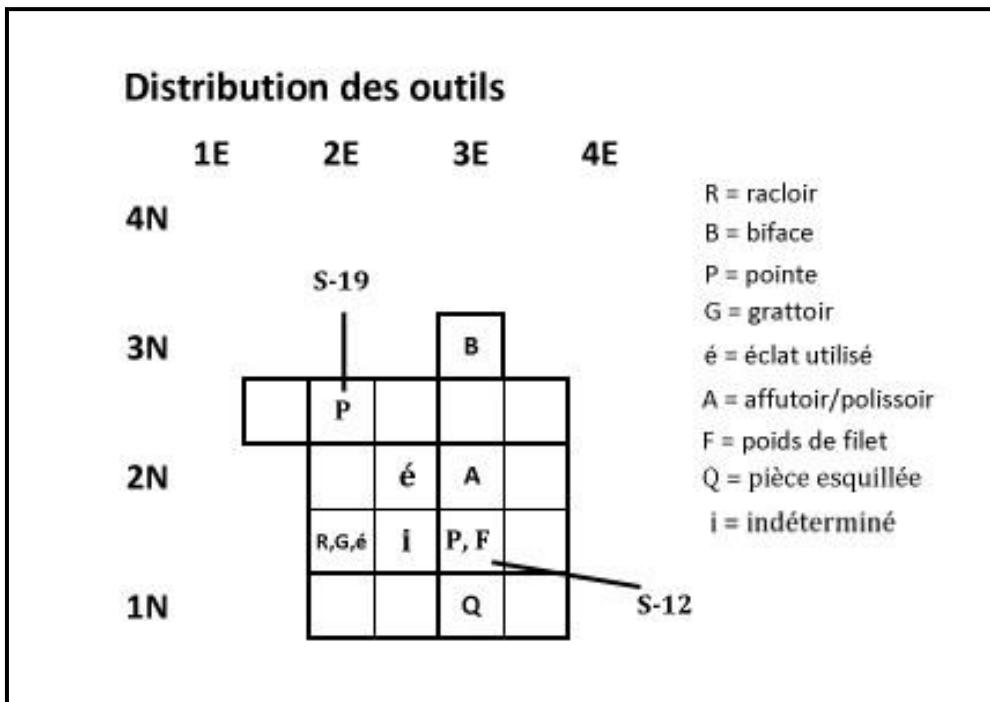 Distribution des outils
1E 2E 3E 4E
4N
S-19
3N B
P
2N é A
R,G,é i P, F
S-12
1N Q
R = racloir
B = biface
P = pointe
G = grattoir
é = éclat utilisé
A = affutoir/polissoir
F = poids de filet
Q = pièce esquillée
i = indéterminé